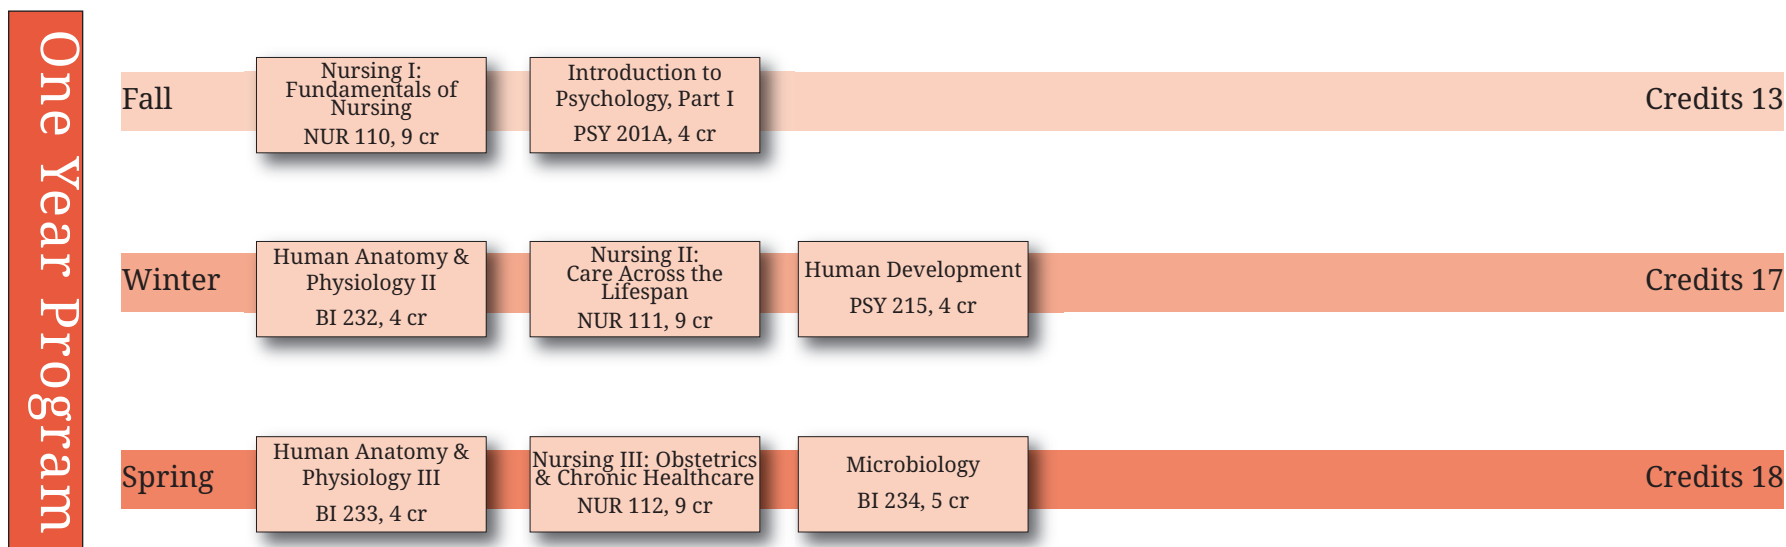 One Year Program
Fall
Nursing I:
Fundamentals of
Nursing
NUR 110, 9 cr
Introduction to
Psychology, Part I
PSY 201A, 4 cr
Credits 13
Winter
Human Anatomy &
Physiology II
BI 232, 4 cr
Nursing II:
Care Across the
Lifespan
NUR 111, 9 cr
Human Development
PSY 215, 4 cr
Credits 17
Spring
Human Anatomy &
Physiology III
BI 233, 4 cr
Nursing III: Obstetrics
& Chronic Healthcare
NUR 112, 9 cr
Microbiology
BI 234, 5 cr
Credits 18